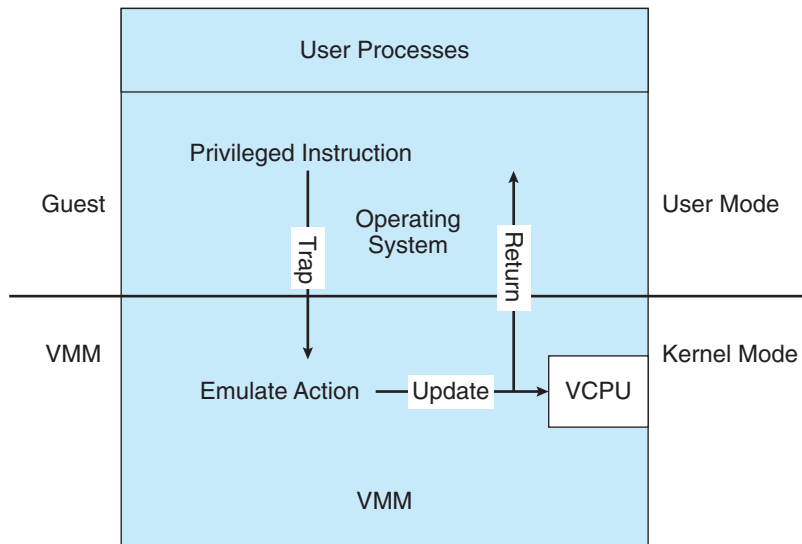 User Processes
Privileged Instruction
Guest
Operating
System
User Mode
Trap
Return
VMM
Kernel Mode
Emulate Action
Update
VCPU
VMM